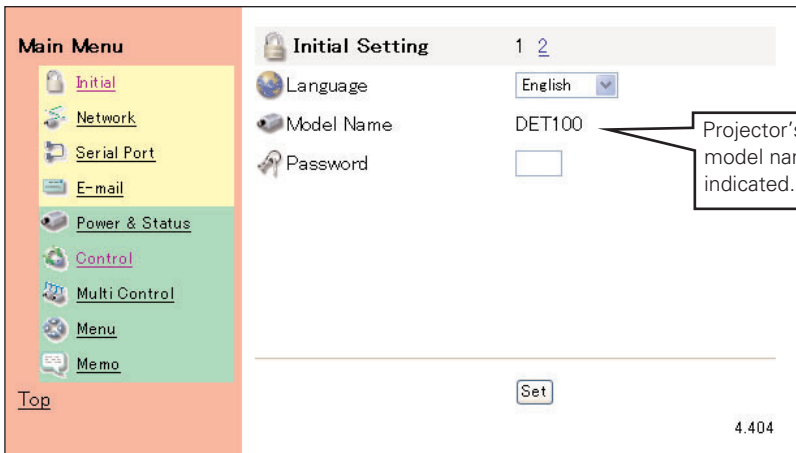 Main Menu
Initial
Network
Serial Port
E-mail
Power & Status
Control
Multi Control
Menu
Memo
Top
Initial Setting 1 2
Language English
Model Name DET100
Password
Projector's
model
indicated.
Set
4.404